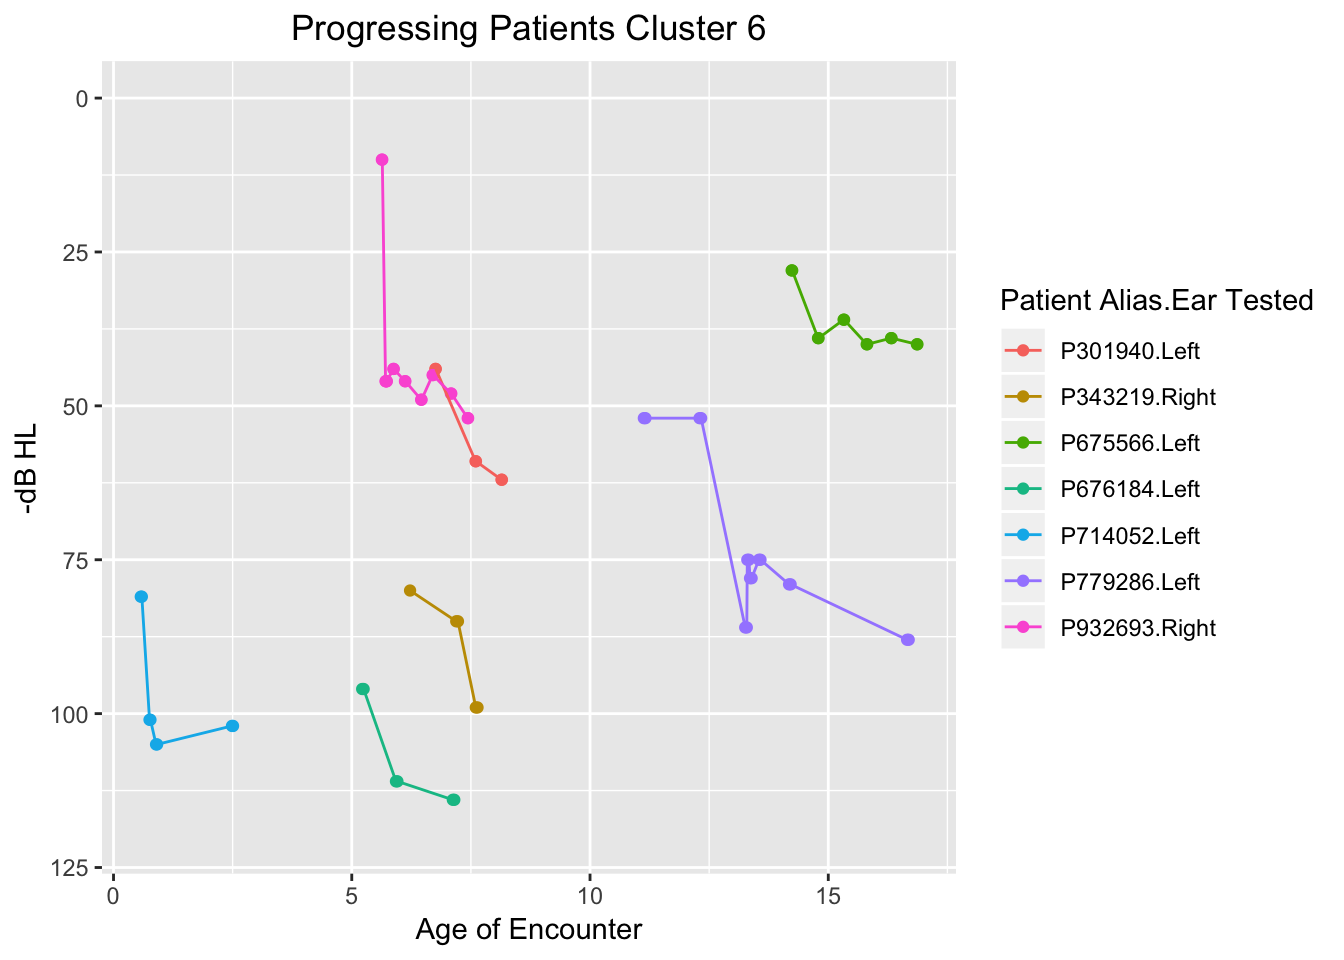 Progressing Patients Cluster 6
0
25
50
75
100
125
-dB HL
0 5 10 15
Age of Encounter
Patient Alias.Ear Tested
P301940.Left
P343219.Right
P675566.Left
P676184.Left
P714052.Left
P779286.Left
P932693.Right